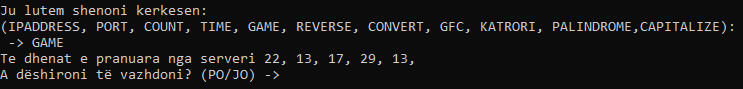 Ju lutem shenoni kerkesen:
(IPADDRESS, PORT, COUNT, TIME, GAME, REVERSE, CONVERT, GFC, KATRORI, PALINDROME,CAPITALIZE):
-> GAME
Te dhenat e pranuara nga serveri 22, 13, 17, 29, 13,
A dëshironi të vazhdoni? (PO/JO) ->